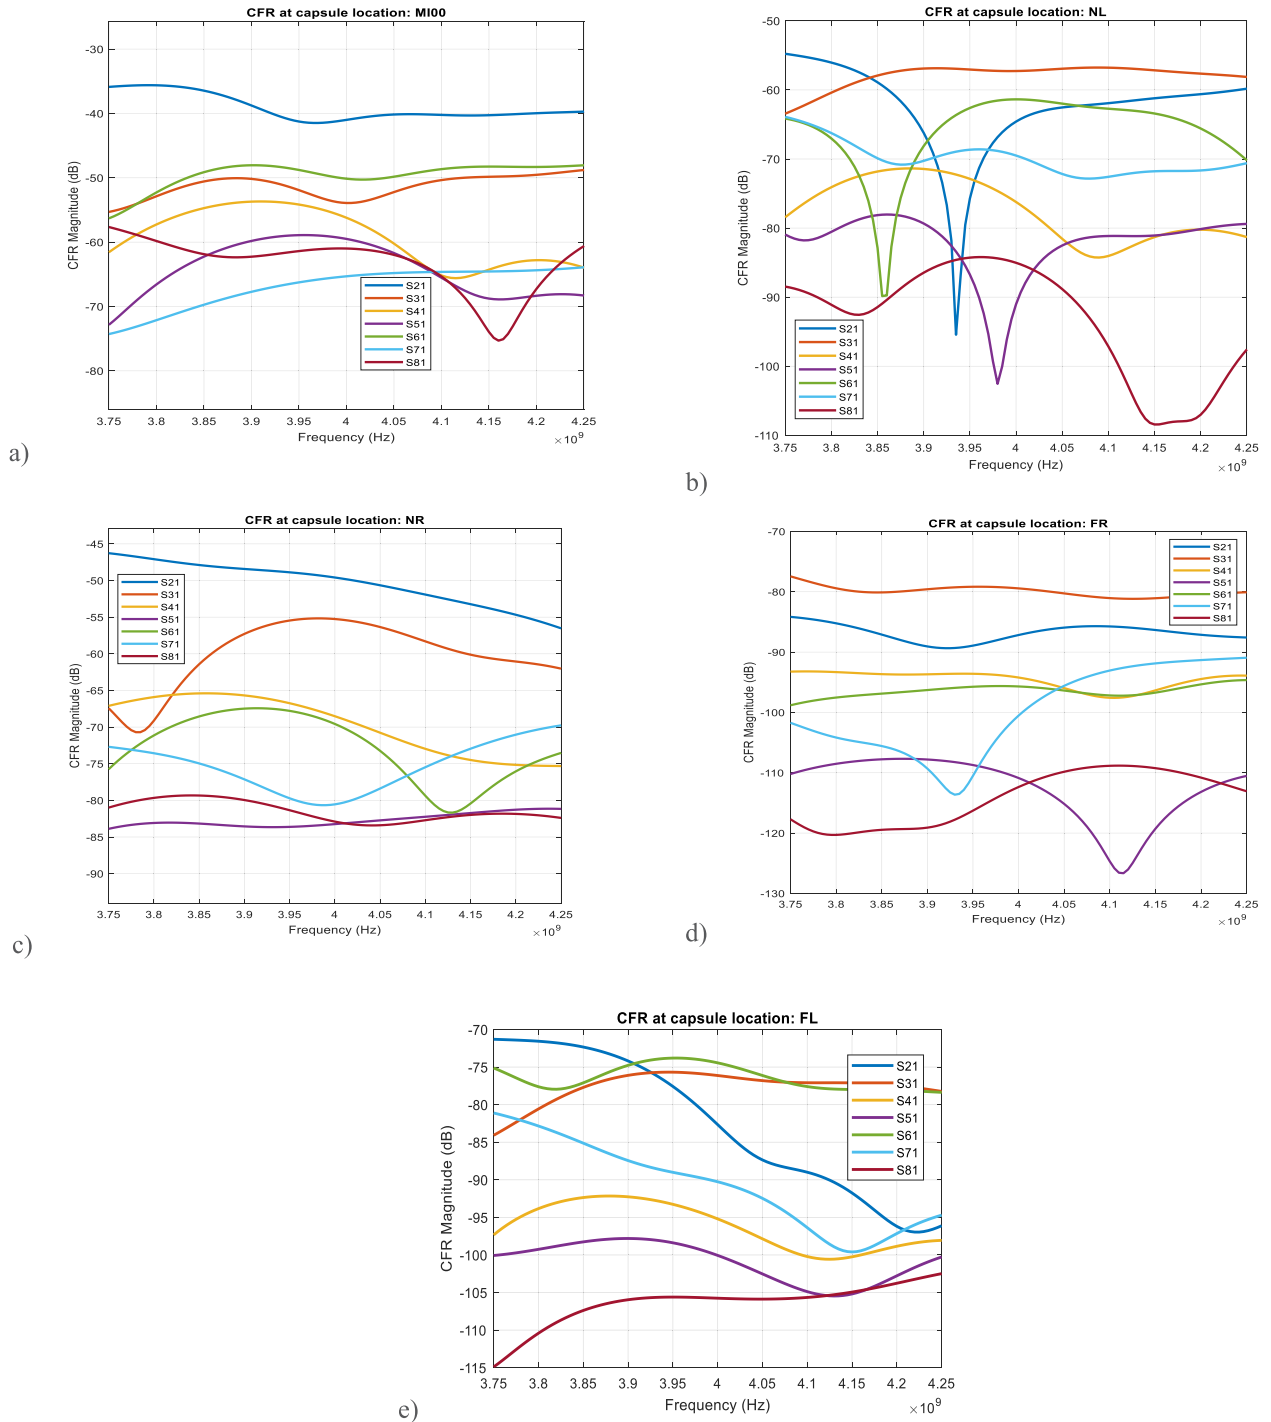 CFR at capsule location: MI00
-30
-40
-50
-60
-70
-80
CFR Magnitude (dB)
S21
S31
S41
S51
S61
S71
S81
3.75 3.8 3.85 3.9 3.95 4 4.05 4.1 4.15 4.2 4.25
Frequency (Hz)
×10⁹
a)
CFR at capsule location: NL
-50
-60
-70
-80
-90
-100
-110
CFR Magnitude (dB)
S21
S31
S41
S51
S61
S71
S81
3.75 3.8 3.85 3.9 3.95 4 4.05 4.1 4.15 4.2 4.25
Frequency (Hz)
×10⁹
b)
CFR at capsule location: NR
-45
-50
-55
-60
-65
-70
-75
-80
-85
-90
CFR Magnitude (dB)
S21
S31
S41
S51
S61
S71
S81
3.75 3.8 3.85 3.9 3.95 4 4.05 4.1 4.15 4.2 4.25
Frequency (Hz)
×10⁹
c)
CFR at capsule location: FR
-70
-80
-90
-100
-110
-120
-130
CFR Magnitude (dB)
S21
S31
S41
S51
S61
S71
S81
3.75 3.8 3.85 3.9 3.95 4 4.05 4.1 4.15 4.2 4.25
Frequency (Hz)
×10⁹
d)
CFR at capsule location: FL
-70
-75
-80
-85
-90
-95
-100
-105
-110
-115
CFR Magnitude (dB)
S21
S31
S41
S51
S61
S71
S81
3.75 3.8 3.85 3.9 3.95 4 4.05 4.1 4.15 4.2 4.25
Frequency (Hz)
×10⁹
e)